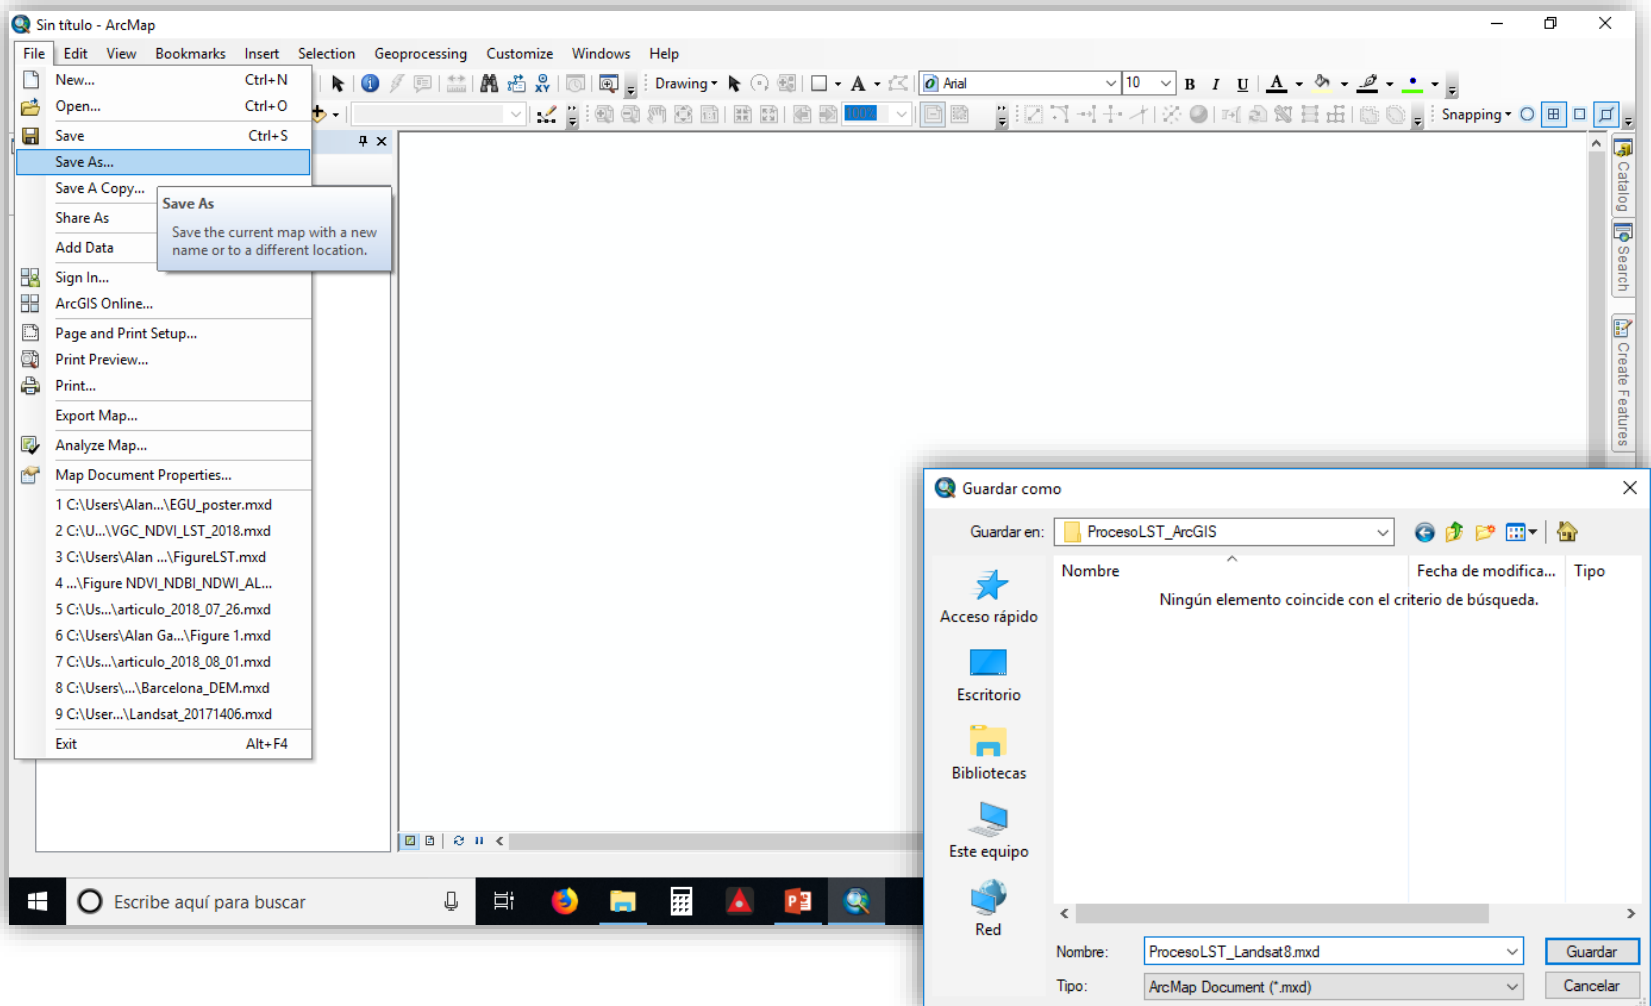 Sin título - ArcMap
File Edit View Bookmarks Insert Selection Geoprocessing Customize Windows Help
New... Ctrl+N
Drawing A Arial 10 B I U A
Open... Ctrl+O
100%
Snapping
Save Ctrl+S
Save As...
Save A Copy...
Save As
Save the current map with a new
name or to a different location.
Share As
Add Data
Sign In...
ArcGIS Online...
Page and Print Setup...
Print Preview...
Print...
Export Map...
Analyze Map...
Map Document Properties...
1 C:\Users\Alan...\EGU_poster.mxd
2 C:\U...\VGC_NDVI_LST_2018.mxd
3 C:\Users\Alan ...\FigureLST.mxd
4 ...\Figure NDVI_NDBI_NDWI_AL...
5 C:\Us...\articulo_2018_07_26.mxd
6 C:\Users\Alan Ga...\Figure 1.mxd
7 C:\Us...\articulo_2018_08_01.mxd
8 C:\Users\...\Barcelona_DEM.mxd
9 C:\User...\Landsat_20171406.mxd
Exit Alt+F4
Catalog
Search
Create Features
Guardar como
Guardar en: ProcesoLST_ArcGIS
Nombre Fecha de modifica... Tipo
Ningún elemento coincide con el criterio de búsqueda.
Acceso rápido
Escritorio
Bibliotecas
Este equipo
Red
Nombre: ProcesoLST_Landsat8.mxd Guardar
Tipo: ArcMap Document (*.mxd) Cancelar
Escribe aquí para buscar